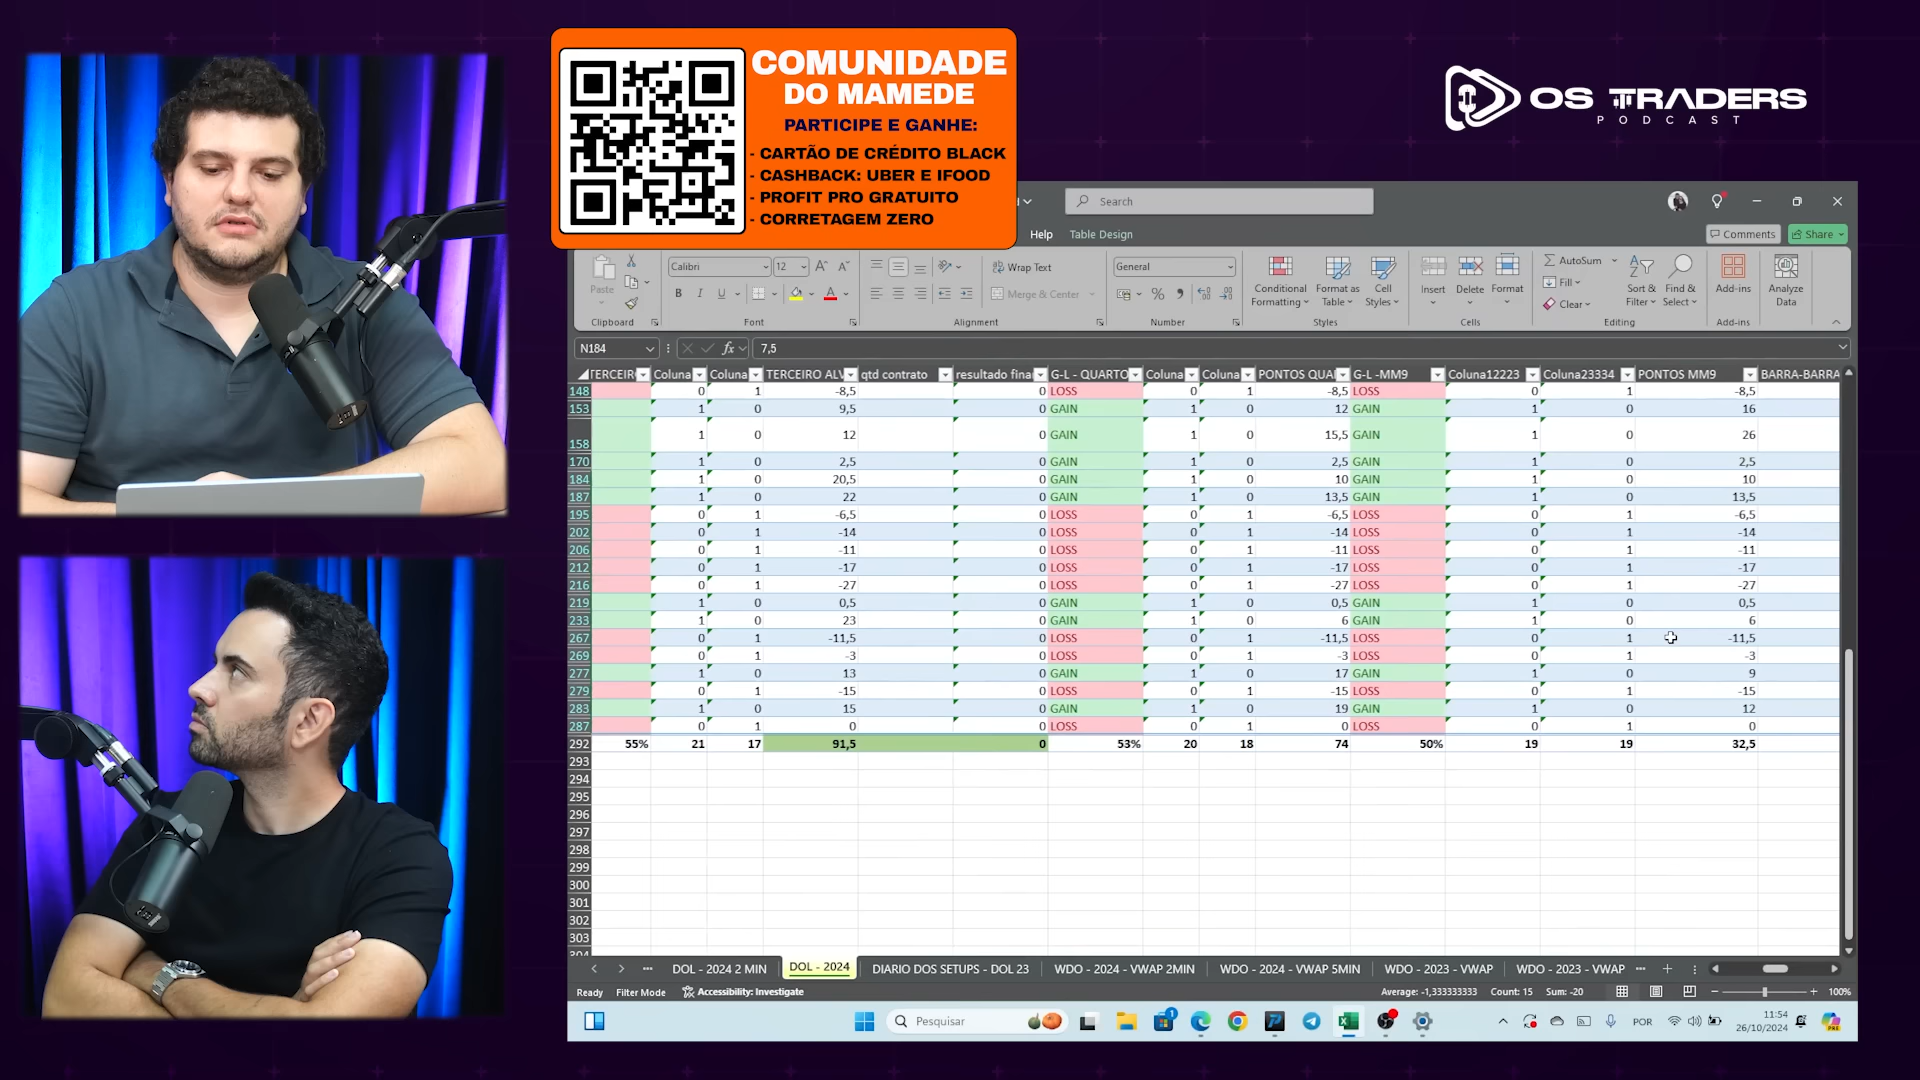 COMUNIDADE
DO MAMEDE
PARTICIPE E GANHE:
- CARTÃO DE CRÉDITO BLACK
- CASHBACK: UBER E IFOOD
- PROFIT PRO GRATUITO
- CORRETAGEM ZERO
OS TRADERS
PODCAST
Search
Help Table Design
Comments Share
Calibri 12 Wrap Text General AutoSum
Paste Merge & Center Conditional Formatting Format as Table Cell Styles Insert Delete Format Fill Clear Sort & Filter Find & Select Add-ins Analyze Data
Clipboard Font Alignment Number Styles Cells Editing Add-ins
N184 fx 7,5
Coluna Coluna TERCEIRO qtd contrato resultado G-L - QUARTO Coluna Coluna PONTOS G-L -MM9 Coluna12223 Coluna23334 PONTOS MM9 BARRA-BARRA
148 0 1 -8,5 0 LOSS 0 1 -8,5 LOSS 0 1 -8,5
153 1 0 9,5 0 GAIN 1 0 12 GAIN 1 0 16
158 1 0 12 0 GAIN 1 0 15,5 GAIN 1 0 26
170 1 0 2,5 0 GAIN 1 0 2,5 GAIN 1 0 2,5
184 1 0 20,5 0 GAIN 1 0 10 GAIN 1 0 10
187 1 0 22 0 GAIN 1 0 13,5 GAIN 1 0 13,5
195 0 1 -6,5 0 LOSS 0 1 -6,5 LOSS 0 1 -6,5
202 0 1 -14 0 LOSS 0 1 -14 LOSS 0 1 -14
206 0 1 -11 0 LOSS 0 1 -11 LOSS 0 1 -11
212 0 1 -17 0 LOSS 0 1 -17 LOSS 0 1 -17
216 0 1 -27 0 LOSS 0 1 -27 LOSS 0 1 -27
219 1 0 0,5 0 GAIN 1 0 0,5 GAIN 1 0 0,5
233 1 0 23 0 GAIN 1 0 6 GAIN 1 0 6
267 0 1 -11,5 0 LOSS 0 1 -11,5 LOSS 0 1 -11,5
269 0 1 -3 0 LOSS 0 1 -3 LOSS 0 1 -3
277 1 0 13 0 GAIN 1 0 17 GAIN 1 0 9
279 0 1 -15 0 LOSS 0 1 -15 LOSS 0 1 -15
283 1 0 15 0 GAIN 1 0 19 GAIN 1 0 12
287 0 1 0 0 LOSS 0 1 0 LOSS 0 1 0
292 55% 21 17 91,5 0 53% 20 18 74 50% 19 19 32,5
293
294
295
296
297
298
299
300
301
302
303
DOL - 2024 2 MIN DOL - 2024 DIARIO DOS SETUPS - DOL 23 WDO - 2024 - VWAP 2MIN WDO - 2024 - VWAP 5MIN WDO - 2023 - VWAP WDO - 2023 - VWAP
Ready Filter Mode Accessibility: Investigate Average: -1,333333333 Count: 15 Sum: -20 100%
Pesquisar POR 11:54
26/10/2024